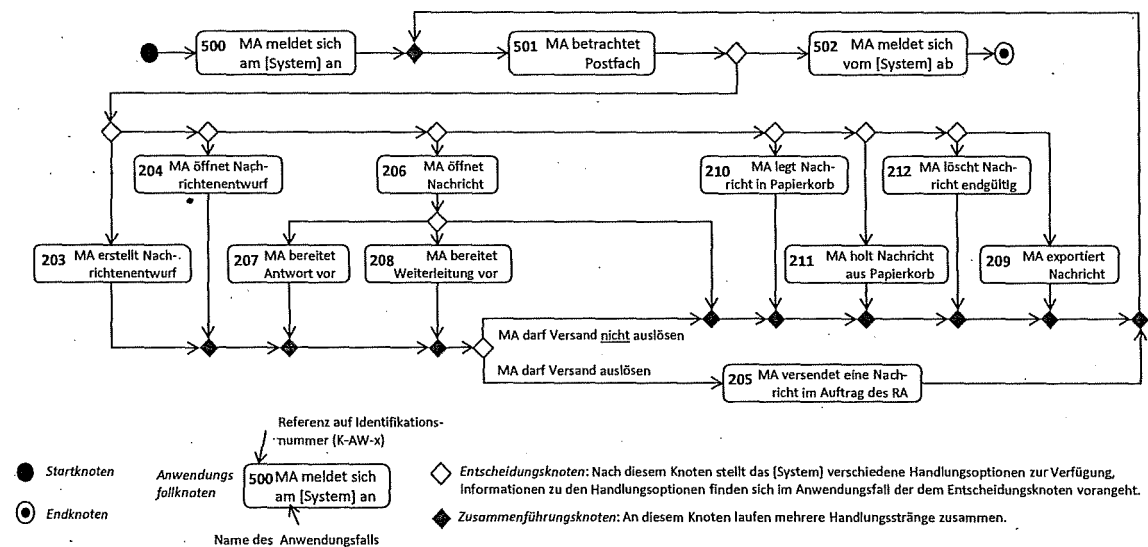 500 MA meldet sich
am [System] an
501 MA betrachtet
Postfach
502 MA meldet sich
vom [System] ab
204 MA öffnet Nach-
richtenentwurf
206 MA öffnet
Nachricht
210 MA legt Nach-
richt in Papierkorb
212 MA löscht Nach-
richt endgültig
203 MA erstellt Nach-
richtenentwurf
207 MA bereitet
Antwort vor
208 MA bereitet
Weiterleitung vor
211 MA holt Nachricht
aus Papierkorb
209 MA exportiert
Nachricht
MA darf Versand nicht auslösen
MA darf Versand auslösen
205 MA versendet eine Nach-
richt im Auftrag des RA
Referenz auf Identifikations-
nummer (K-AW-x)
Startknoten
Endknoten
Anwendungs
fallknoten
500 MA meldet sich
am [System] an
Name des Anwendungsfalls
Entscheidungsknoten: Nach diesem Knoten stellt das [System] verschiedene Handlungsoptionen zur Verfügung,
Informationen zu den Handlungsoptionen finden sich im Anwendungsfall der dem Entscheidungsknoten vorangeht.
Zusammenführungsknoten: An diesem Knoten laufen mehrere Handlungsstränge zusammen.